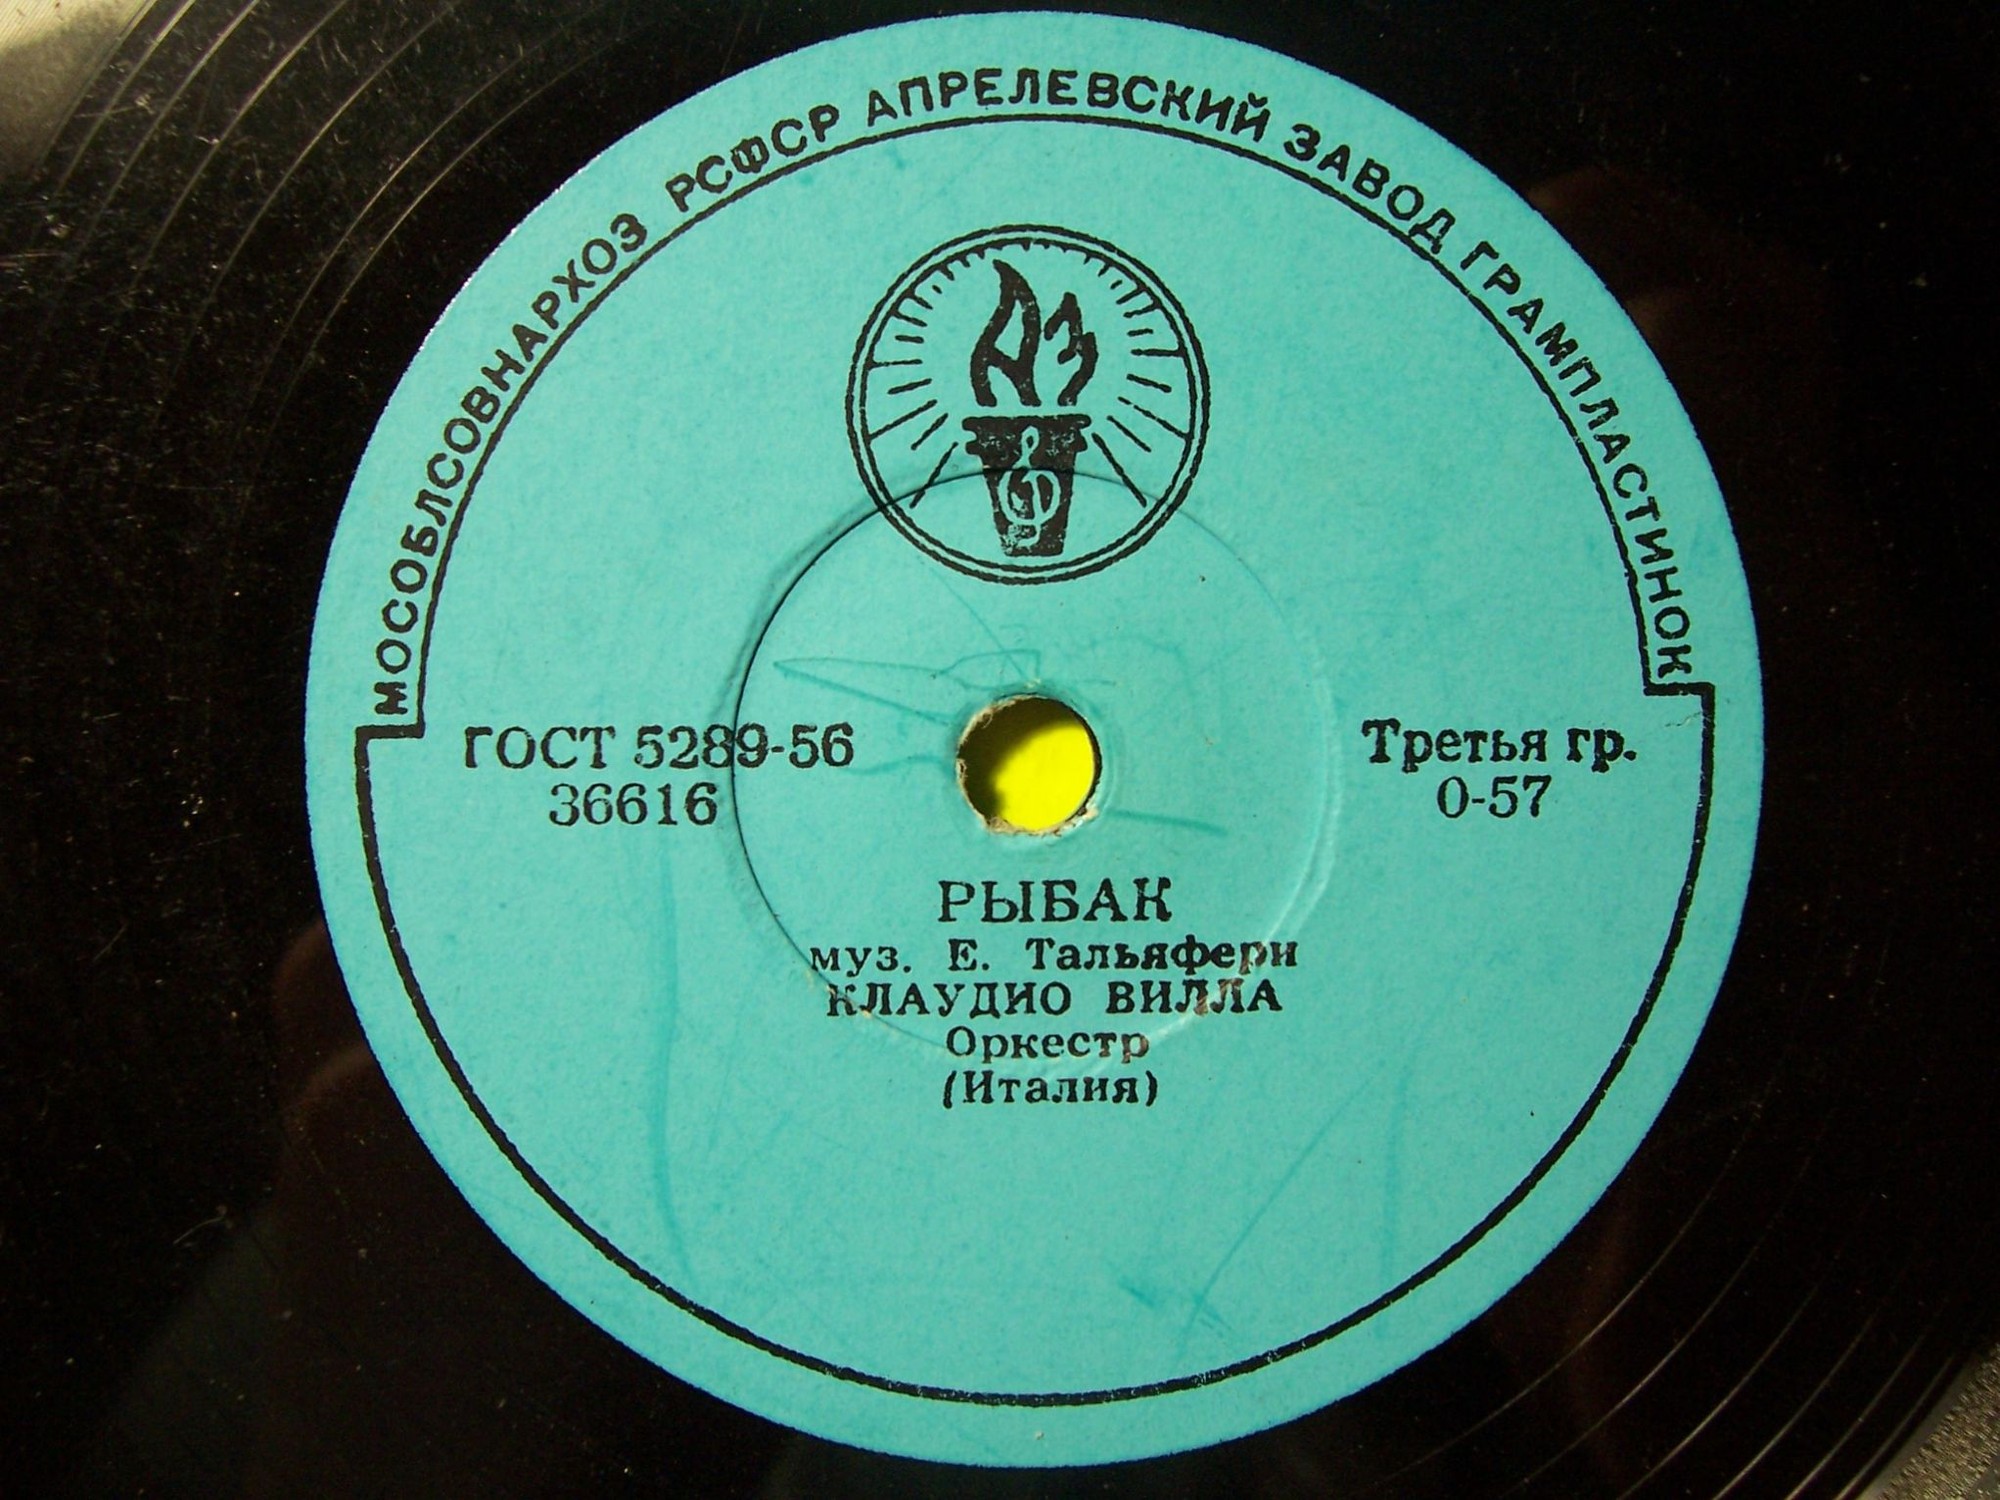 МОСОБЛСОВНАРХОЗ РСФСР АПРЕЛЕВСКИЙ ЗАВОД ГРАМПЛАСТИНОК
АЗ
ГОСТ 5289-56
36616
Третья гр.
0-57
РЫБАК
муз. Е. Тальяфери
КЛАУДИО ВИЛЛА
Оркестр
(Италия)